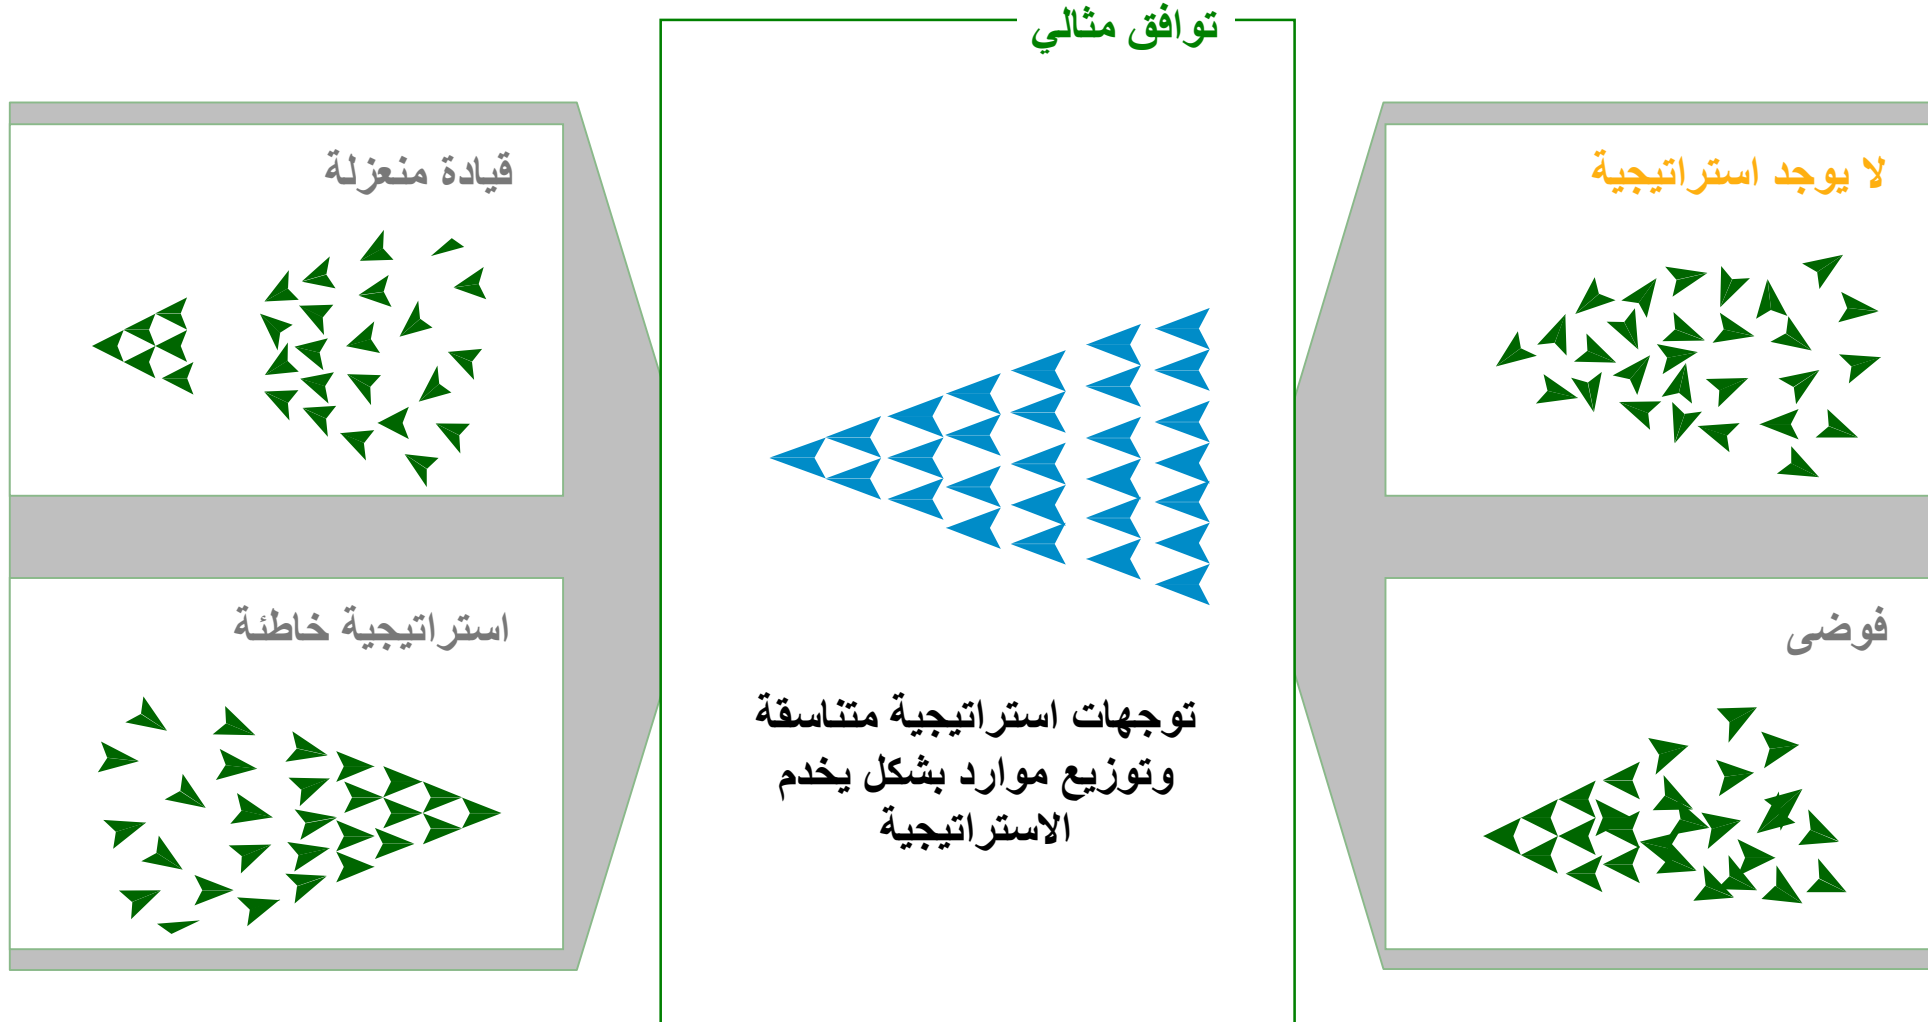 توافق مثالي
لا يوجد استراتيجية
قيادة منعزلة
فوضى
استراتيجية خاطئة
توجهات استراتيجية متناسقة
وتوزيع موارد بشكل يخدم
الاستراتيجية